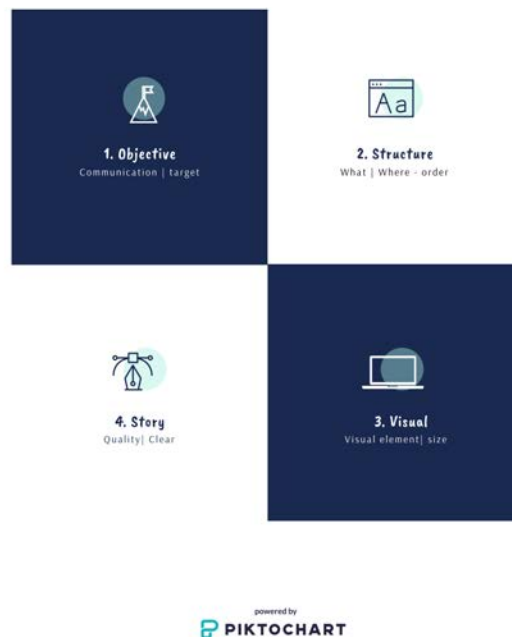 Aa
1. Objective
Communication | target
2. Structure
What | Where - order
4. Story
Quality| Clear
3. Visual
Visual element| size
powered by
PIKTOCHART